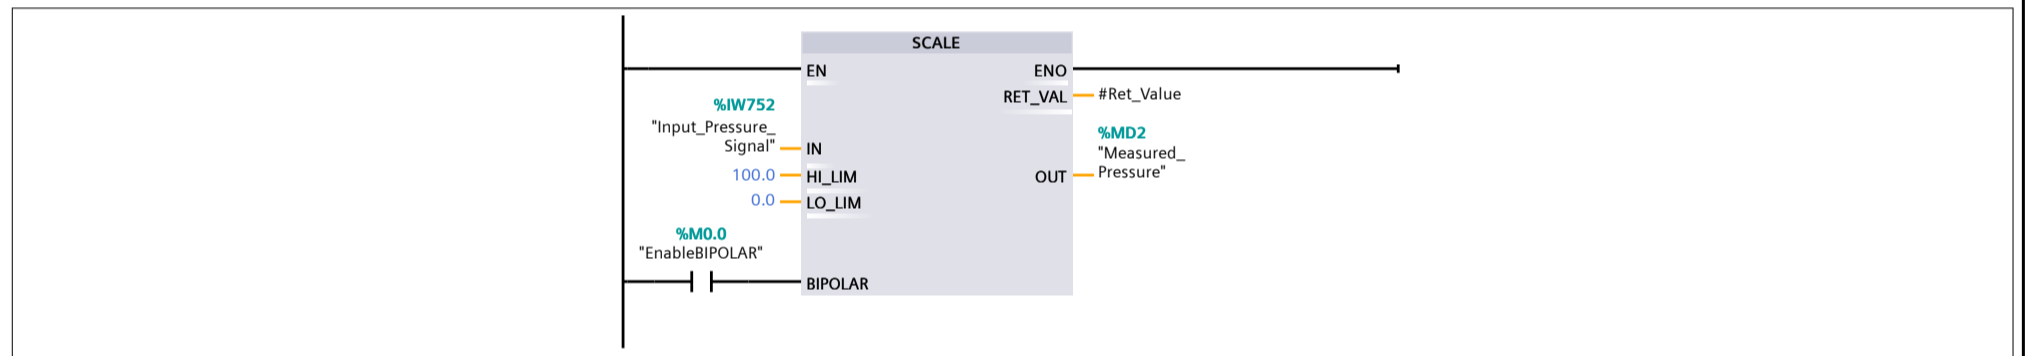 SCALE
EN
ENO
RET_VAL
#Ret_Value
%IW752
"Input_Pressure_
Signal"
IN
%MD2
"Measured_
Pressure"
OUT
100.0
HI_LIM
0.0
LO_LIM
%M0.0
"EnableBIPOLAR"
BIPOLAR